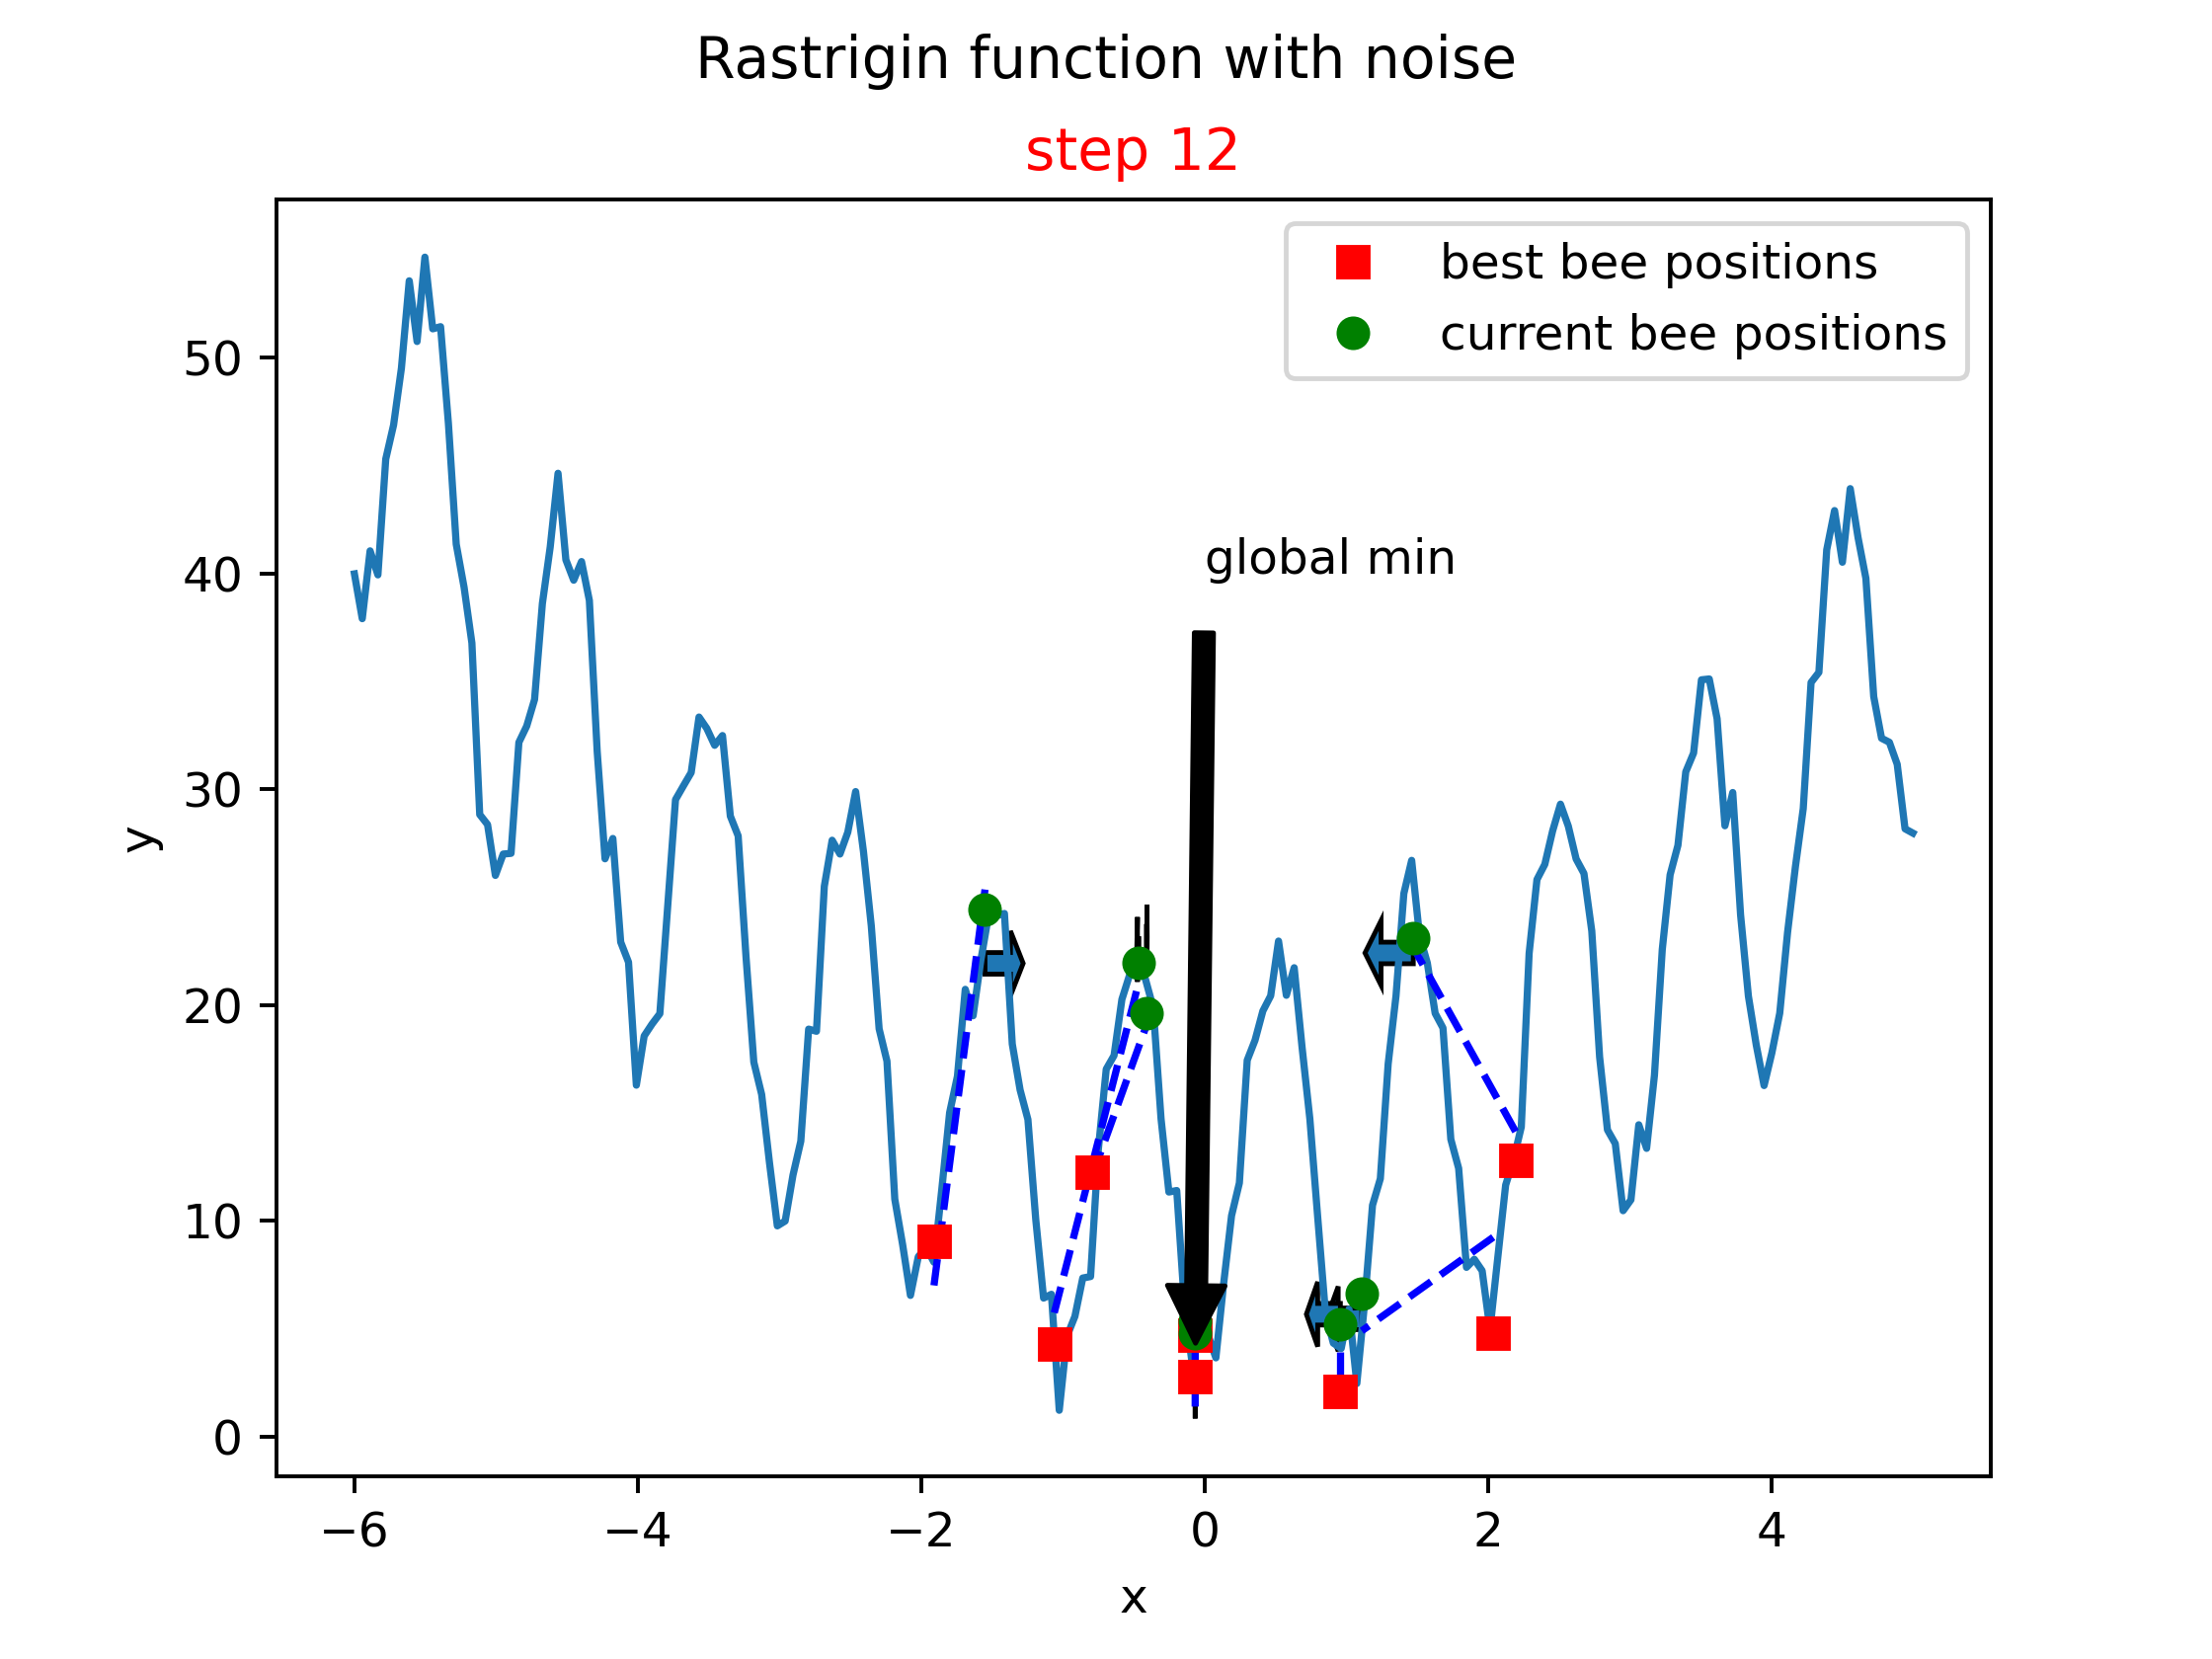 Rastrigin function with noise
step 12
best bee positions
current bee positions
global min
50
40
30
20
10
0
y
−6 −4 −2 0 2 4
x